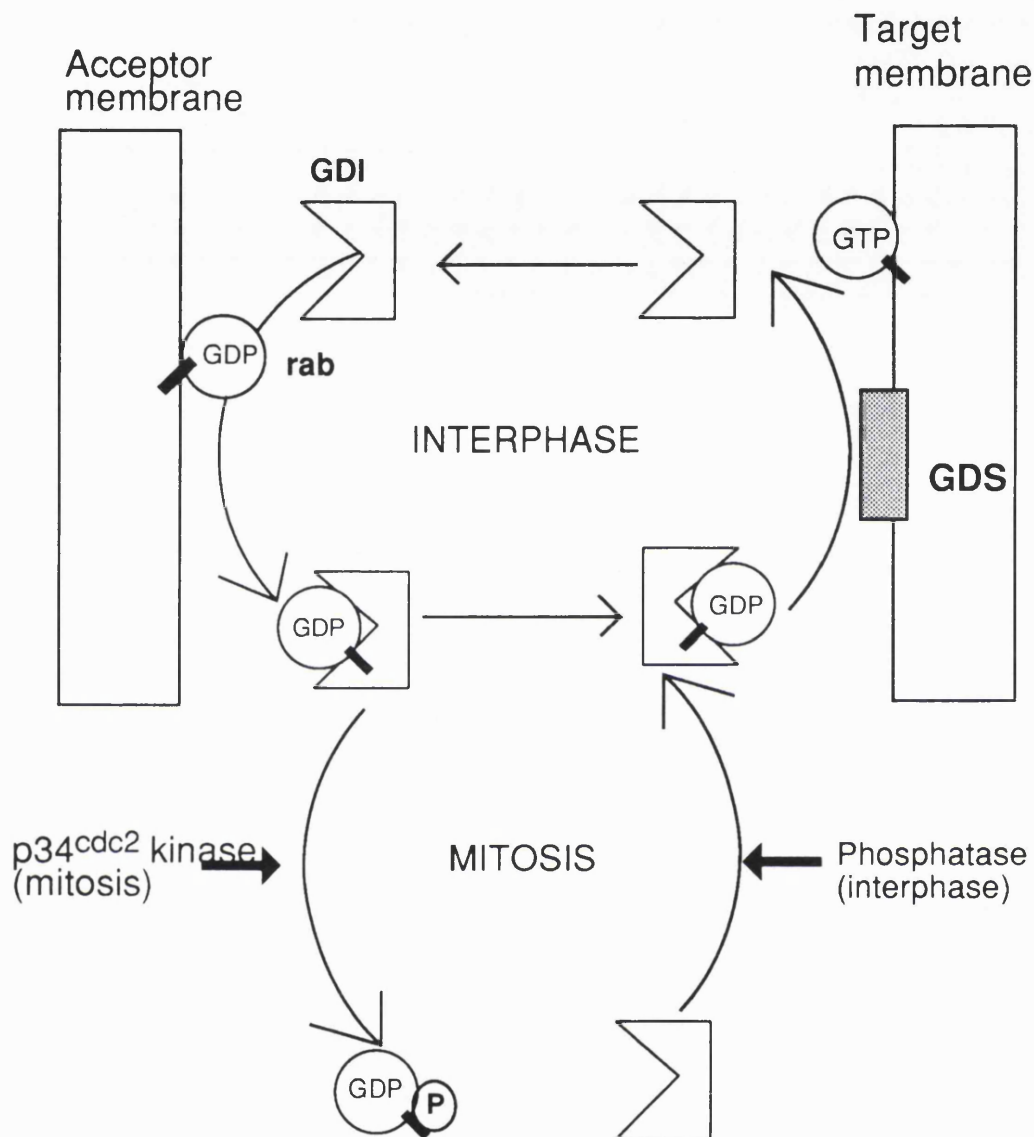 Acceptor
membrane
Target
membrane
GDI
GTP
GDP
rab
INTERPHASE
GDS
GDP
GDP
p34cdc2 kinase
(mitosis)
MITOSIS
Phosphatase
(interphase)
GDP
P